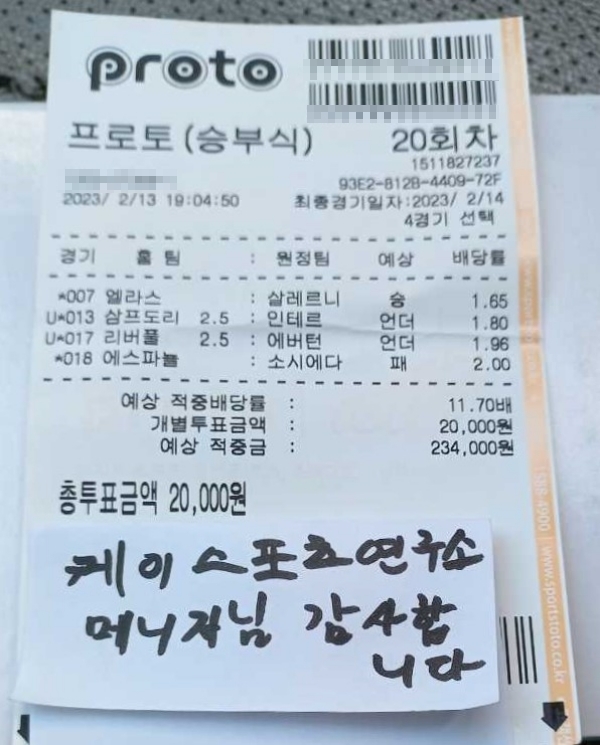 proto
프로토(승부식) 20회차
1511827237
93E2-812B-4409-72F
2023/ 2/13 19:04:50 최종경기일자:2023/ 2/14
4경기 선택
경기 홈팀 : 원정팀 예상 배당률
*007 엘라스 : 살레르니 승 1.65
U*013 삼프도리 2.5 : 인테르 언더 1.80
U*017 리버풀 2.5 : 에버턴 언더 1.96
*018 에스파뇰 : 소시에다 패 2.00
예상 적중배당률 : 11.70배
개별투표금액 : 20,000원
예상 적중금 : 234,000원
총투표금액 20,000원
케이스포츠연구소
메니저님 감사합
니다
1588-4900 | www.sportstoto.co.kr